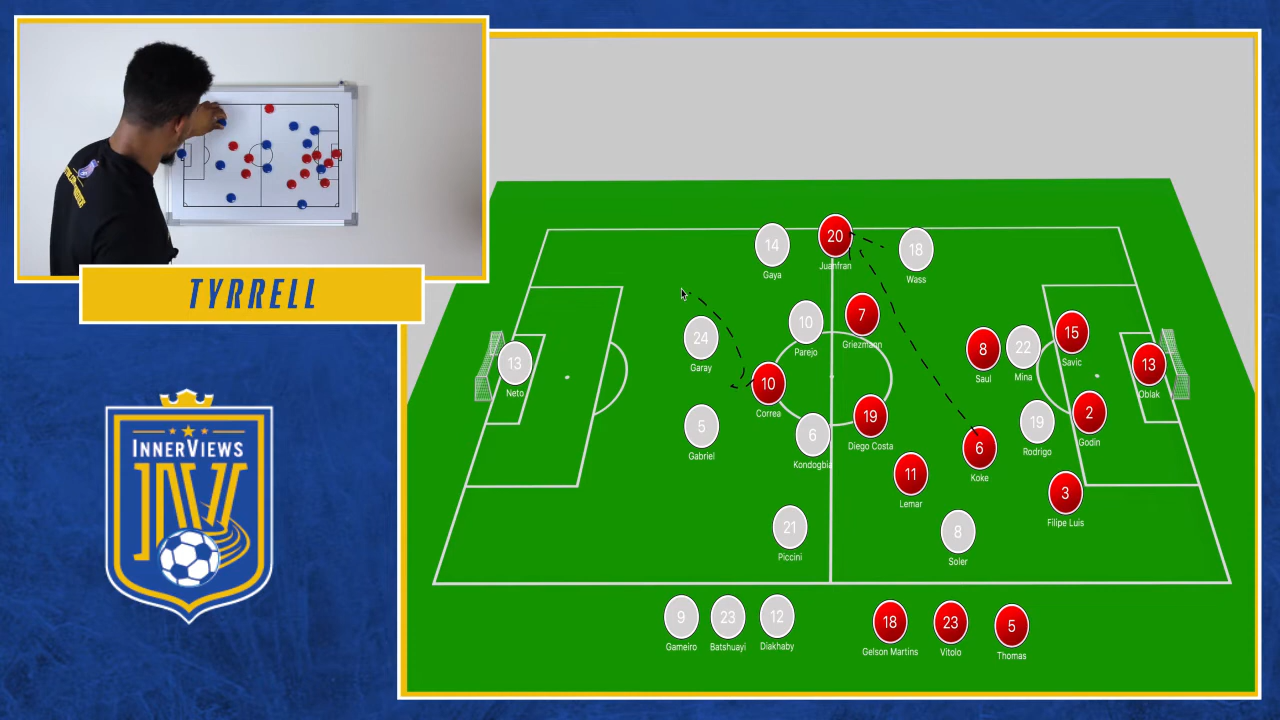 TYRRELL
INNERVIEWS
IV
14
Gaya
20
Juanfran
18
Wass
10
Parejo
7
Griezmann
24
Garay
8
Saul
22
Mina
15
Savic
13
Neto
13
Oblak
10
Correa
19
Diego Costa
2
Godin
5
Gabriel
6
Kondogbia
19
Rodrigo
6
Koke
11
Lemar
3
Filipe Luis
21
Piccini
8
Soler
9
Gameiro
23
Batshuayi
12
Diakhaby
18
Gelson Martins
23
Vitolo
5
Thomas